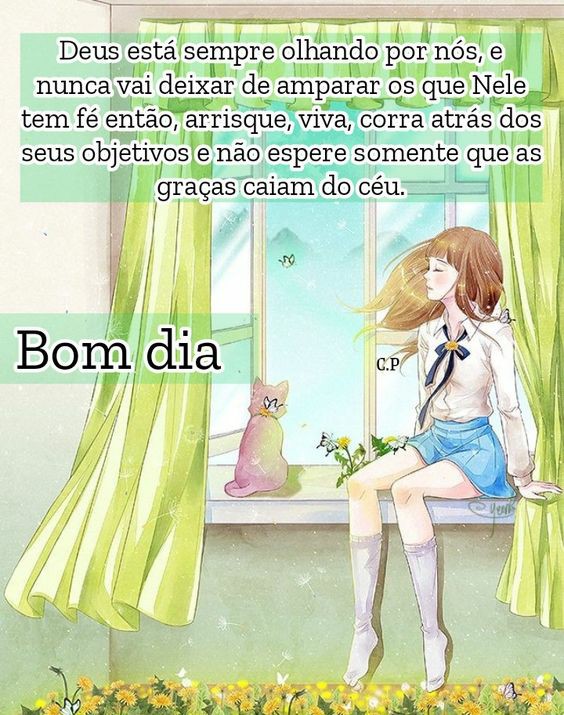 Deus está sempre olhando por nós, e
nunca vai deixar de amparar os que Nele
tem fé então, arrisque, viva, corra atrás dos
seus objetivos e não espere somente que as
graças caiam do céu.
Bom dia
C.P